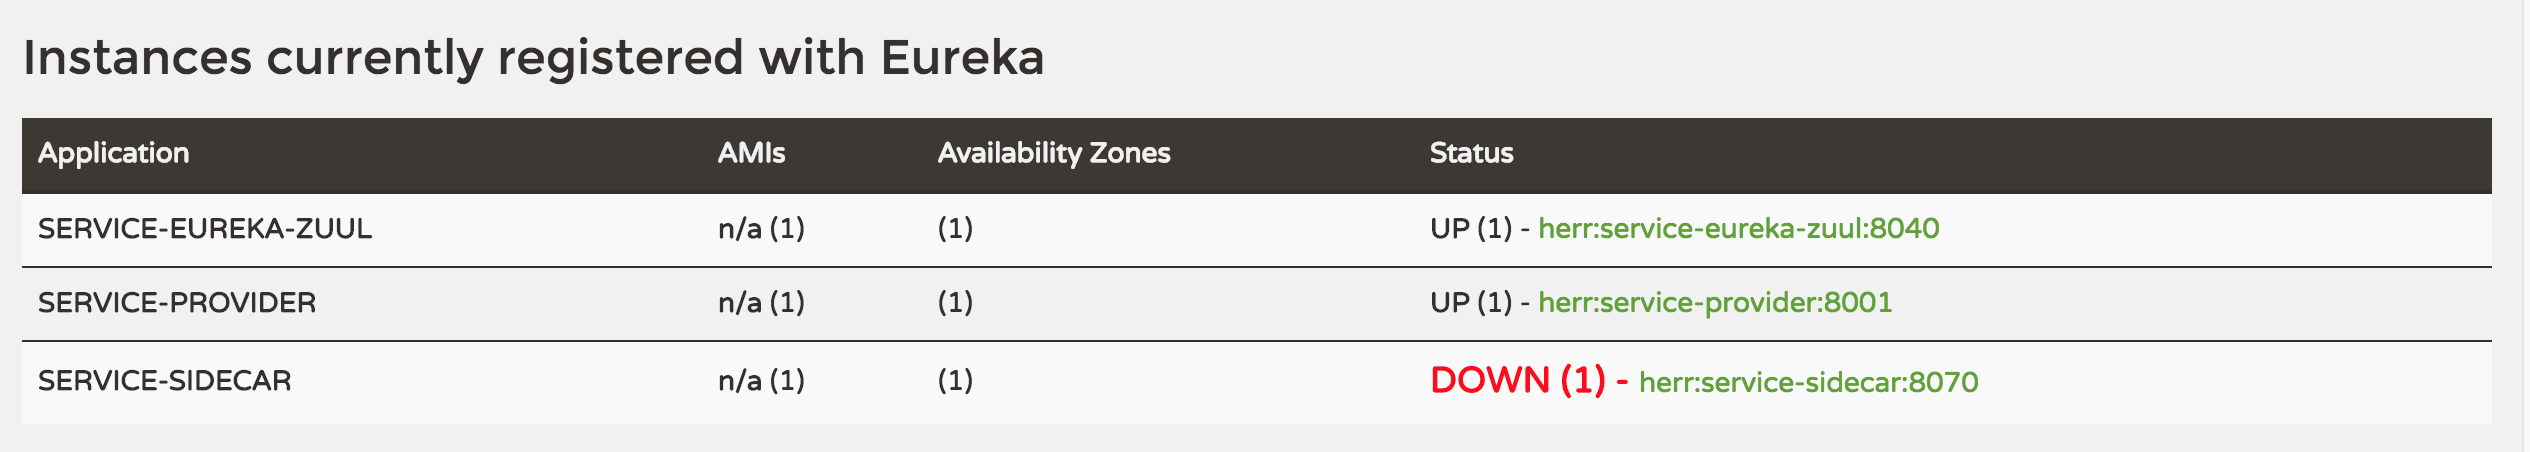 Instances currently registered with Eureka
Application AMIs Availability Zones Status
SERVICE-EUREKA-ZUUL n/a (1) (1) UP (1) - herr:service-eureka-zuul:8040
SERVICE-PROVIDER n/a (1) (1) UP (1) - herr:service-provider:8001
SERVICE-SIDECAR n/a (1) (1) DOWN (1) - herr:service-sidecar:8070